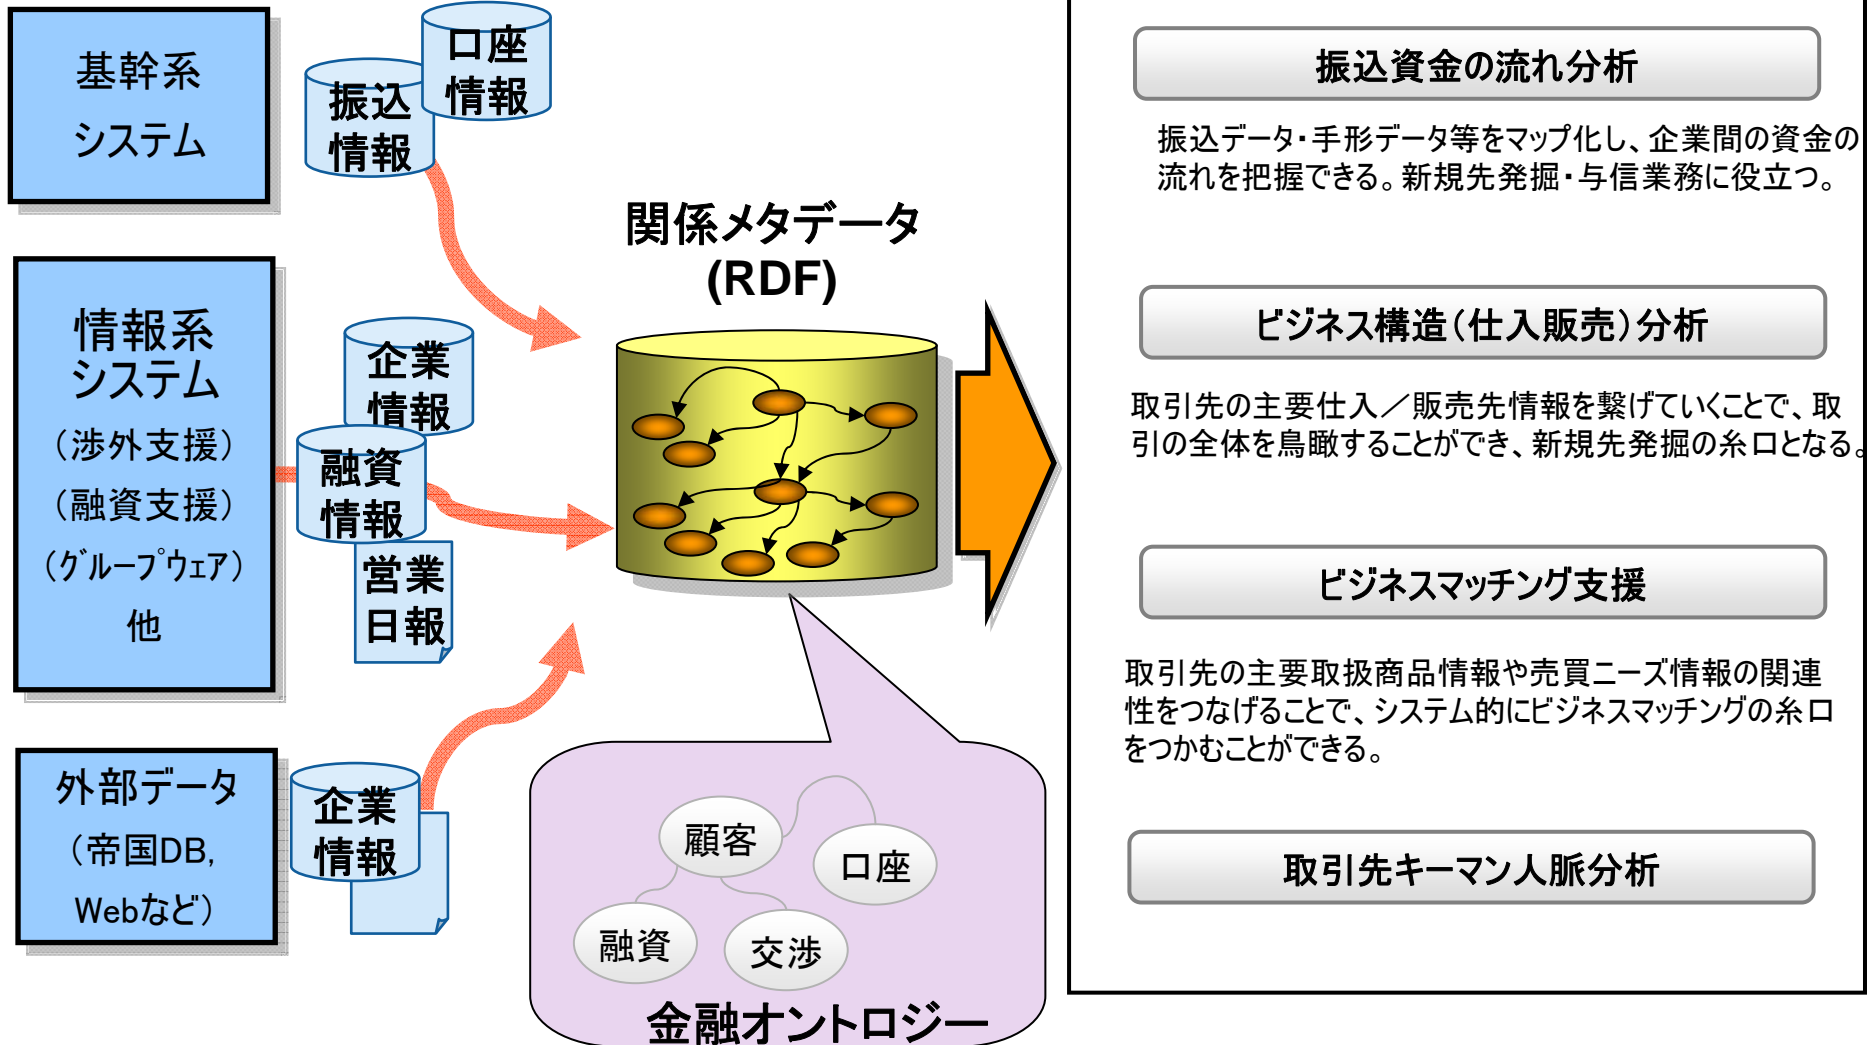 基幹系
システム
口座
情報
振込
情報
情報系
システム
（渉外支援）
（融資支援）
（グループウェア）
他
企業
情報
融資
情報
営業
日報
外部データ
（帝国DB,
Webなど）
企業
情報
関係メタデータ
(RDF)
顧客
口座
融資
交渉
金融オントロジー
振込資金の流れ分析
振込データ・手形データ等をマップ化し、企業間の資金の
流れを把握できる。新規先発掘・与信業務に役立つ。
ビジネス構造（仕入販売）分析
取引先の主要仕入／販売先情報を繋げていくことで、取
引の全体を鳥瞰することができ、新規先発掘の糸口となる。
ビジネスマッチング支援
取引先の主要取扱商品情報や売買ニーズ情報の関連
性をつなげることで、システム的にビジネスマッチングの糸口
をつかむことができる。
取引先キーマン人脈分析